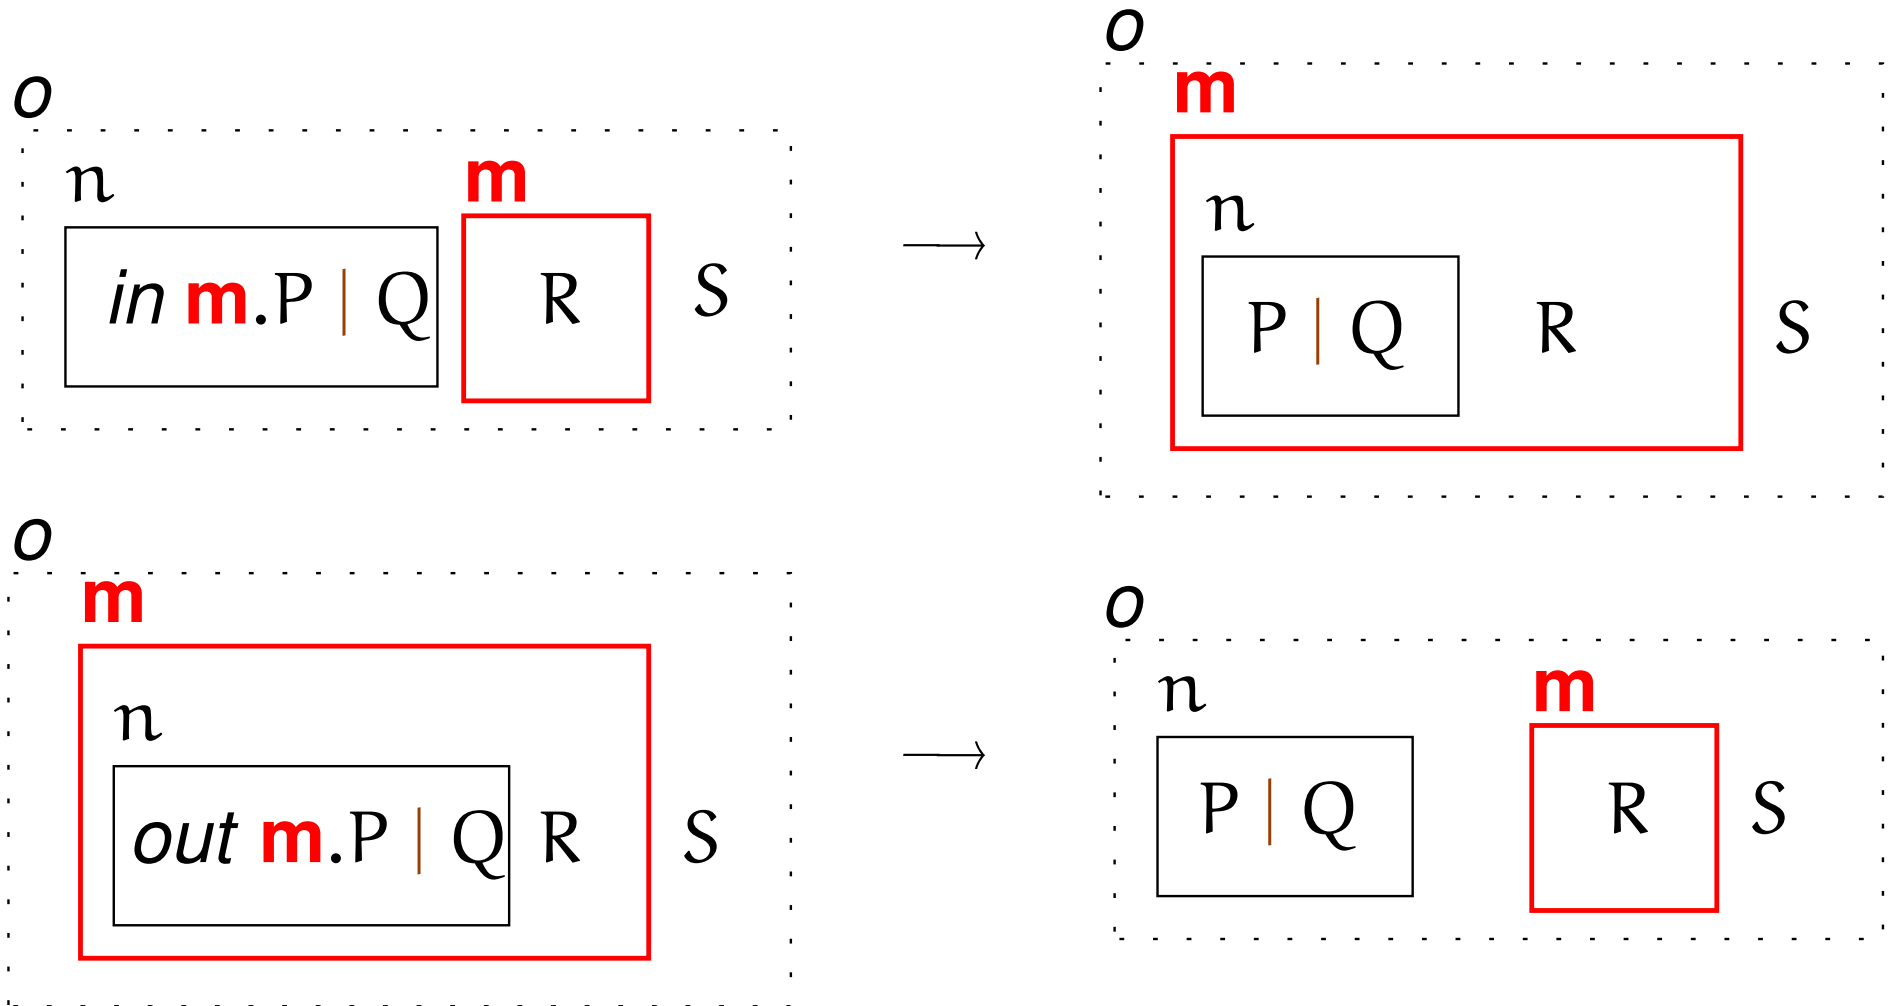 o
n m
in m.P | Q R S
⟶
o
m
n
P | Q R S
o
m
n
out m.P | Q R S
⟶
o
n m
P | Q R S